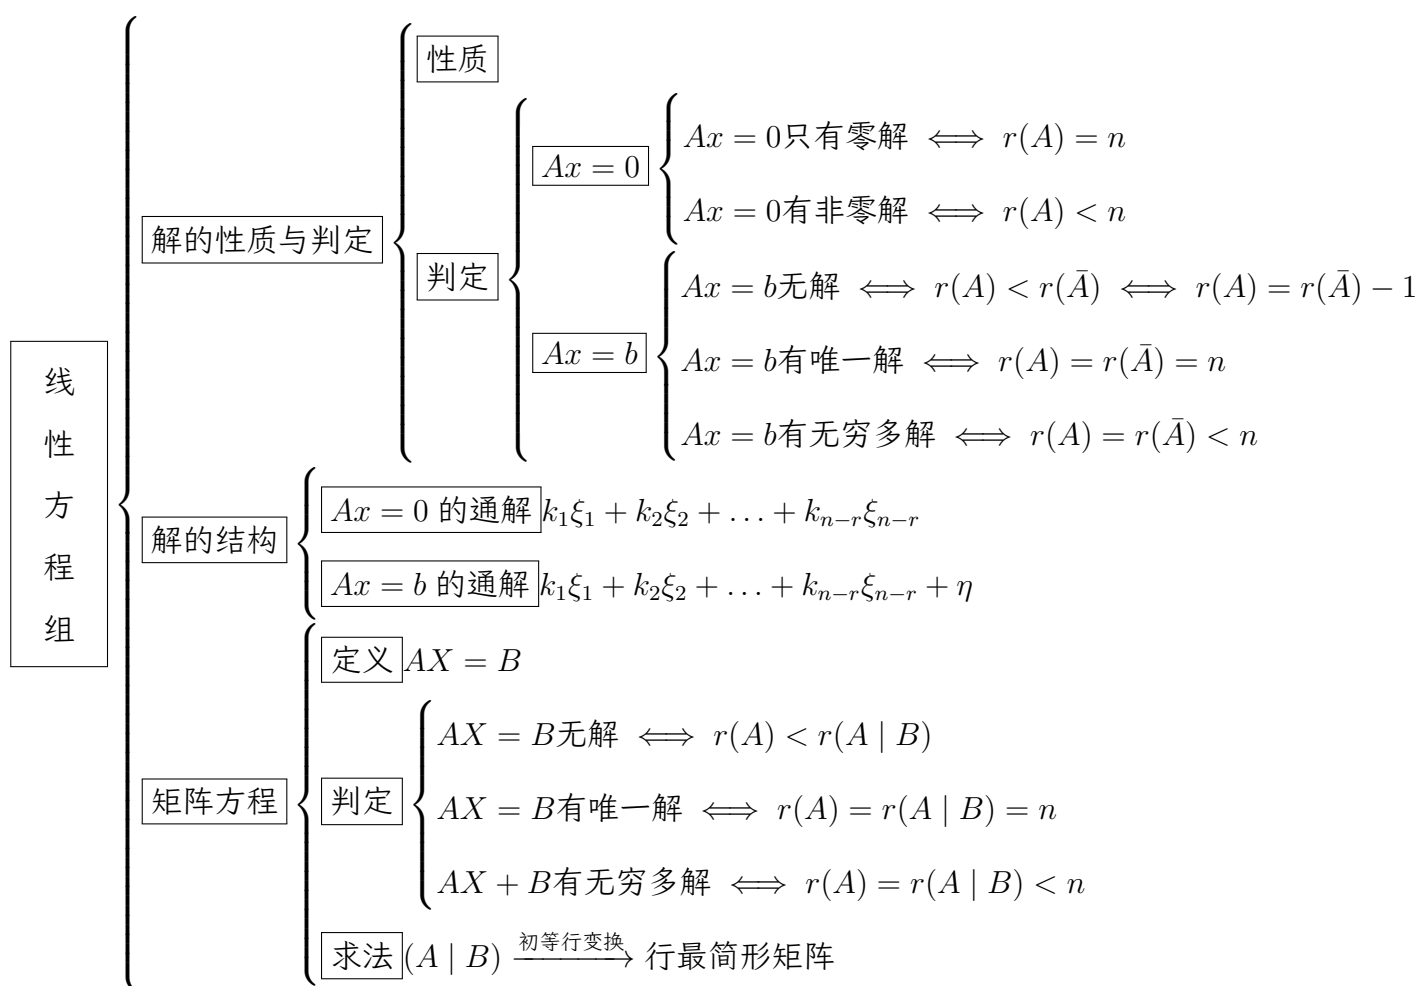 线性方程组
解的性质与判定
性质
判定
Ax = 0
Ax = 0只有零解 ⟺ r(A) = n
Ax = 0有非零解 ⟺ r(A) < n
Ax = b
Ax = b无解 ⟺ r(A) < r(Ā) ⟺ r(A) = r(Ā) − 1
Ax = b有唯一解 ⟺ r(A) = r(Ā) = n
Ax = b有无穷多解 ⟺ r(A) = r(Ā) < n
解的结构
Ax = 0 的通解 k₁ξ₁ + k₂ξ₂ + … + kₙ₋ᵣξₙ₋ᵣ
Ax = b 的通解 k₁ξ₁ + k₂ξ₂ + … + kₙ₋ᵣξₙ₋ᵣ + η
矩阵方程
定义 AX = B
判定
AX = B无解 ⟺ r(A) < r(A | B)
AX = B有唯一解 ⟺ r(A) = r(A | B) = n
AX + B有无穷多解 ⟺ r(A) = r(A | B) < n
求法 (A | B) 初等行变换→ 行最简形矩阵